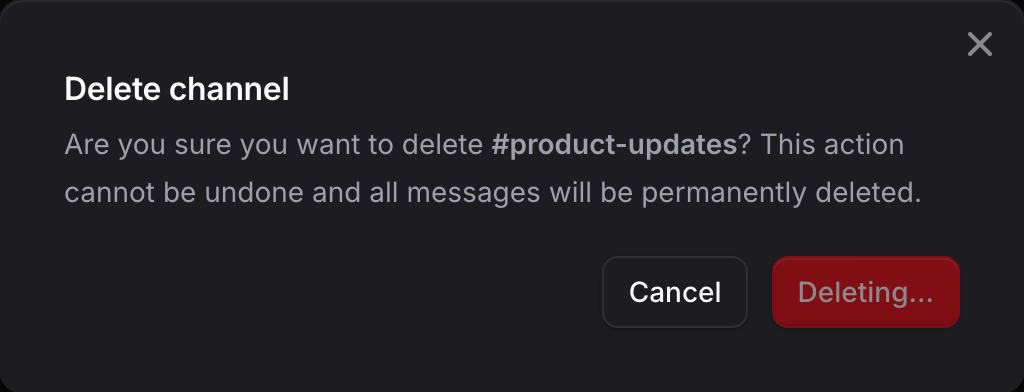 Delete channel
Are you sure you want to delete #product-updates? This action
cannot be undone and all messages will be permanently deleted.
Cancel
Deleting...